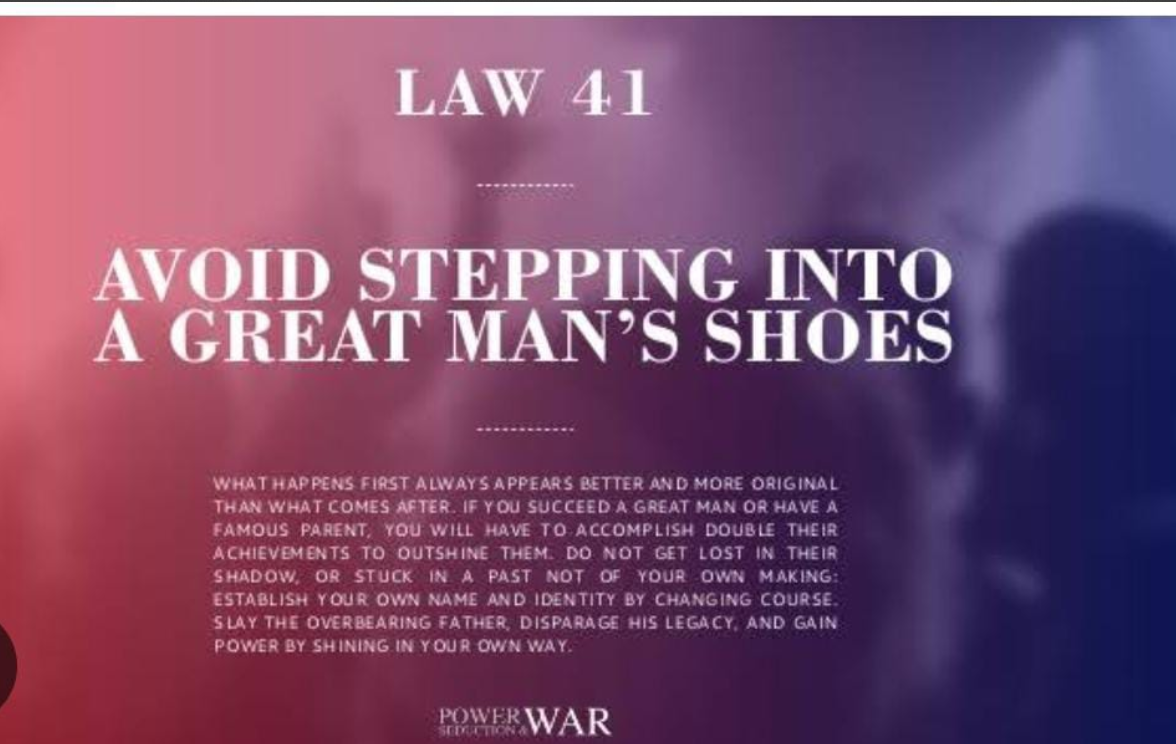 LAW 41
AVOID STEPPING INTO
A GREAT MAN'S SHOES
WHAT HAPPENS FIRST ALWAYS APPEARS BETTER AND MORE ORIGINAL
THAN WHAT COMES AFTER. IF YOU SUCCEED A GREAT MAN OR HAVE A
FAMOUS PARENT, YOU WILL HAVE TO ACCOMPLISH DOUBLE THEIR
ACHIEVEMENTS TO OUTSHINE THEM. DO NOT GET LOST IN THEIR
SHADOW, OR STUCK IN A PAST NOT OF YOUR OWN MAKING:
ESTABLISH YOUR OWN NAME AND IDENTITY BY CHANGING COURSE.
SLAY THE OVERBEARING FATHER, DISPARAGE HIS LEGACY, AND GAIN
POWER BY SHINING IN YOUR OWN WAY.
POWER SEDUCTION & WAR